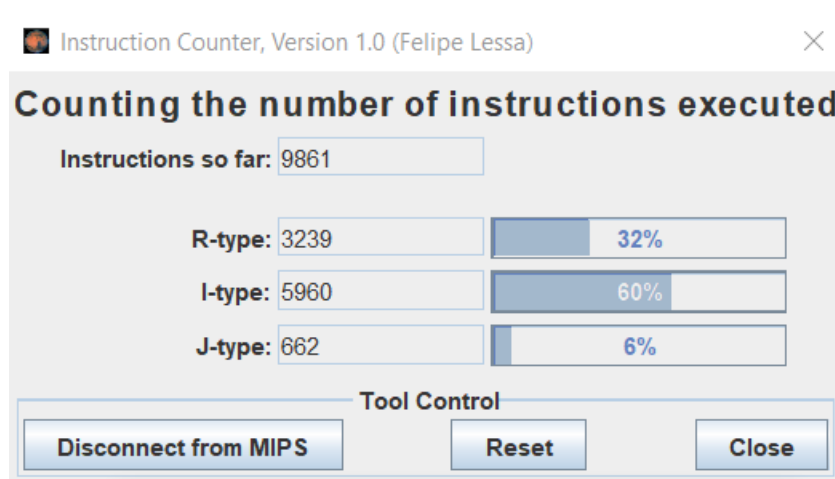 Instruction Counter, Version 1.0 (Felipe Lessa)
Counting the number of instructions executed
Instructions so far: 9861
R-type: 3239 32%
I-type: 5960 60%
J-type: 662 6%
Tool Control
Disconnect from MIPS Reset Close